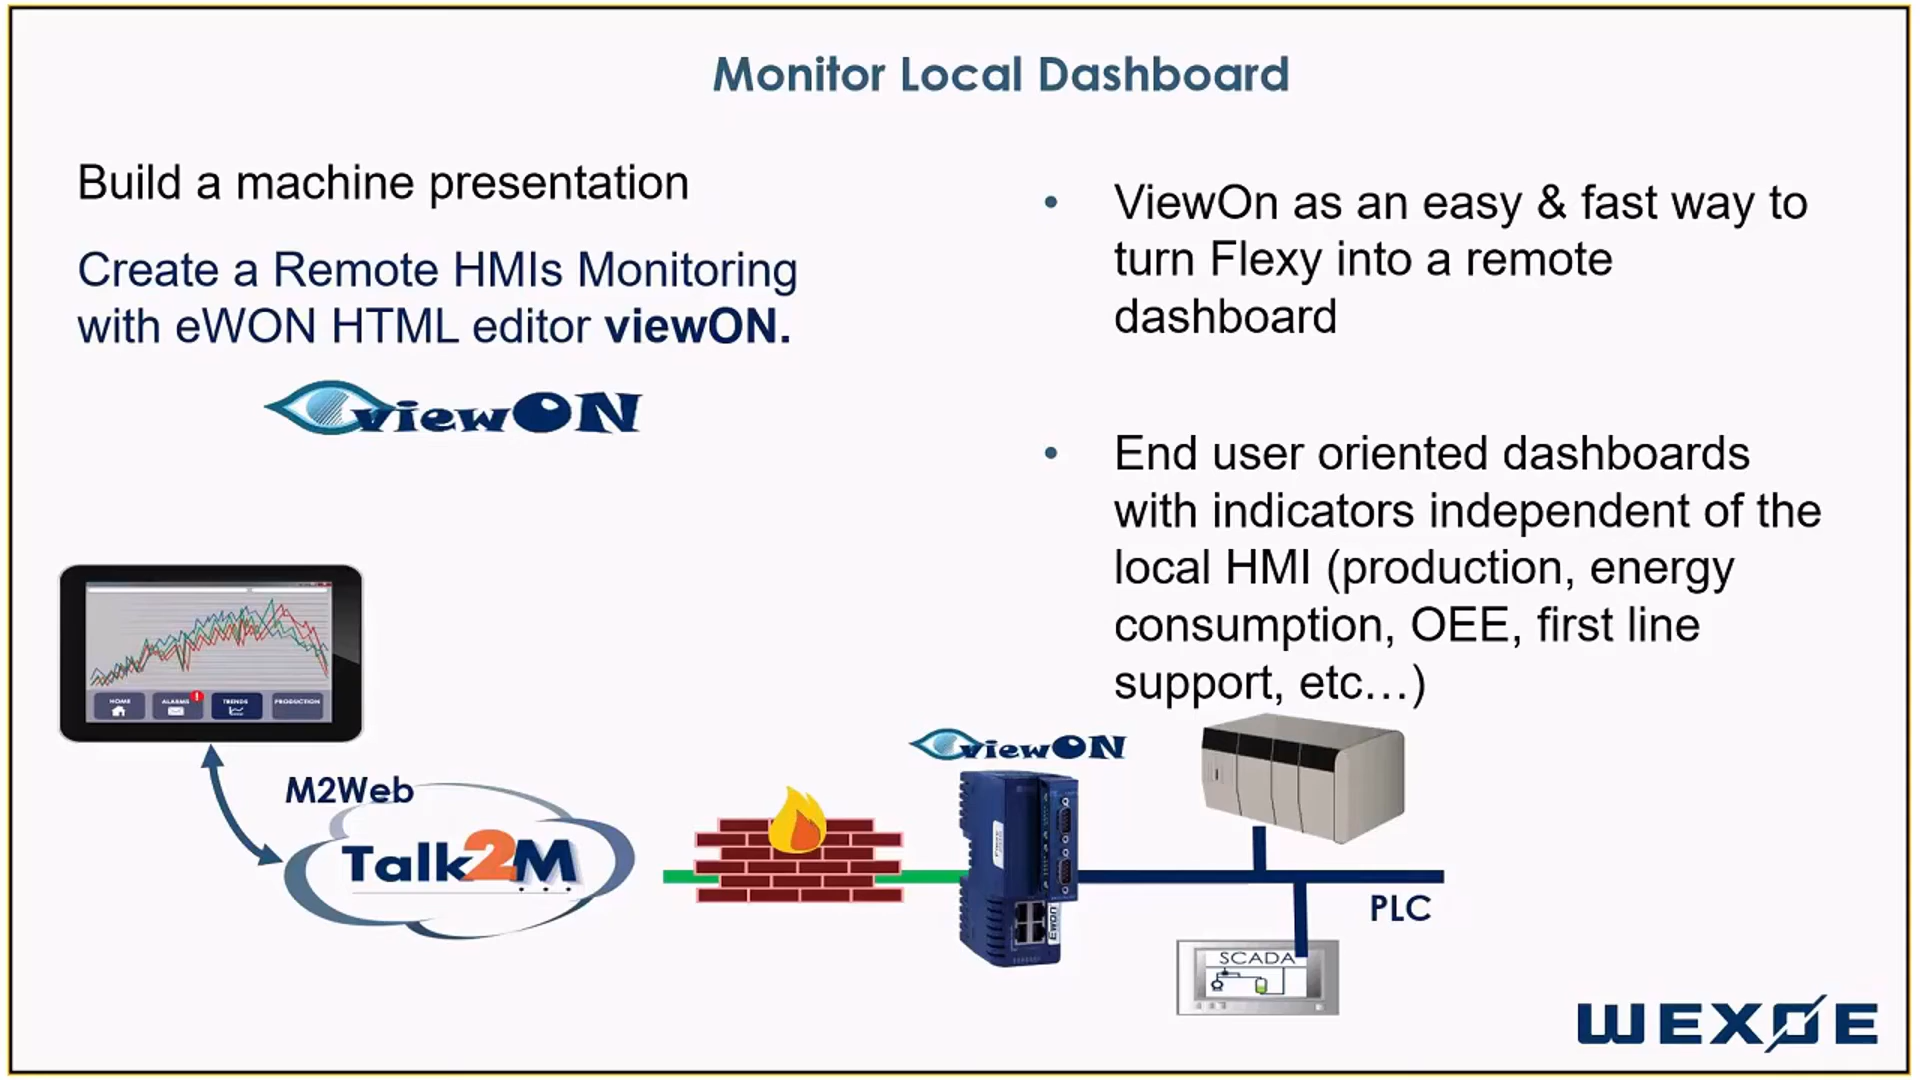 Monitor Local Dashboard
Build a machine presentation
Create a Remote HMIs Monitoring
with eWON HTML editor viewON.
viewON
• ViewOn as an easy & fast way to
turn Flexy into a remote
dashboard
• End user oriented dashboards
with indicators independent of the
local HMI (production, energy
consumption, OEE, first line
support, etc…)
HOME
ALARMS
!
TRENDS
PRODUCTION
M2Web
Talk2M
viewON
ewon
PLC
SCADA
WEXØE